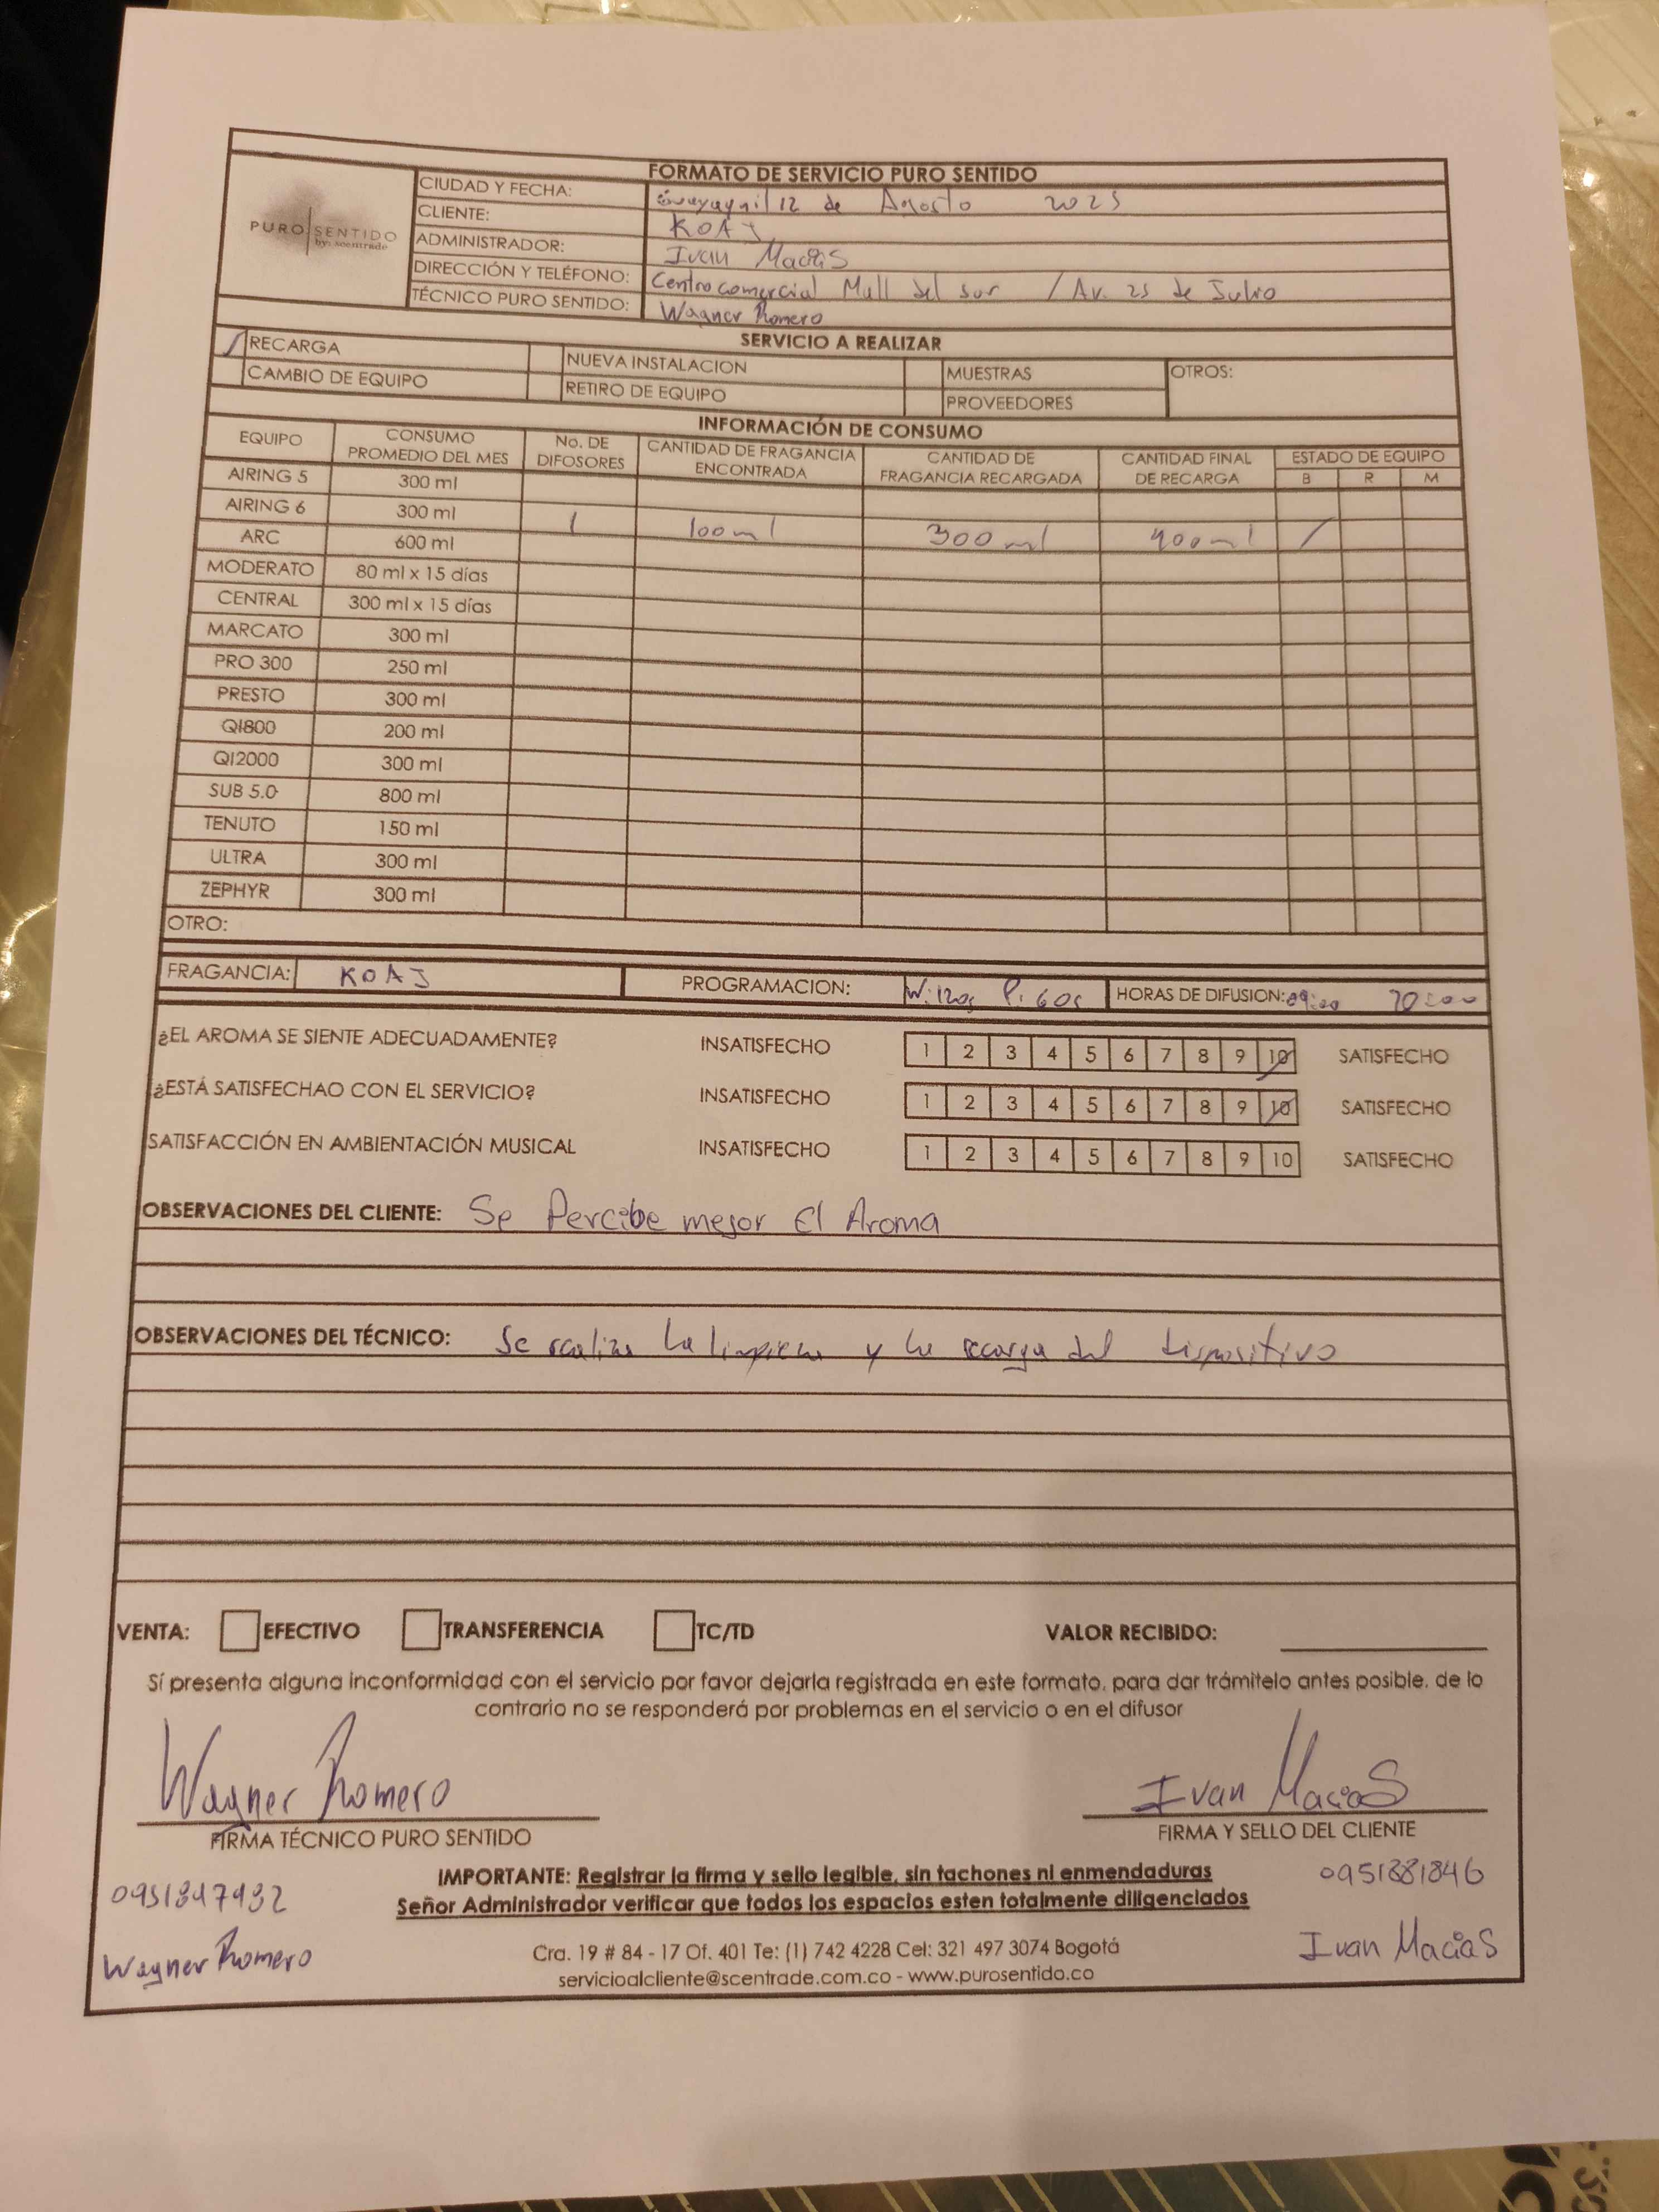 FORMATO DE SERVICIO PURO SENTIDO
PURO SENTIDO
by: scentrade
CIUDAD Y FECHA: Guayaquil 12 de Agosto 2025
CLIENTE: KOAJ
ADMINISTRADOR: Ivan Macias
DIRECCIÓN Y TELÉFONO: Centro comercial Mall del sur / Av. 25 de Julio
TÉCNICO PURO SENTIDO: Wagner Romero
SERVICIO A REALIZAR
/ RECARGA NUEVA INSTALACION MUESTRAS OTROS:
CAMBIO DE EQUIPO RETIRO DE EQUIPO PROVEEDORES
INFORMACIÓN DE CONSUMO
EQUIPO CONSUMO PROMEDIO DEL MES No. DE DIFOSORES CANTIDAD DE FRAGANCIA ENCONTRADA CANTIDAD DE FRAGANCIA RECARGADA CANTIDAD FINAL DE RECARGA ESTADO DE EQUIPO
B R M
AIRING 5 300 ml
AIRING 6 300 ml
ARC 600 ml 1 100 ml 300 ml 400 ml /
MODERATO 80 ml x 15 días
CENTRAL 300 ml x 15 días
MARCATO 300 ml
PRO 300 250 ml
PRESTO 300 ml
QI800 200 ml
QI2000 300 ml
SUB 5.0 800 ml
TENUTO 150 ml
ULTRA 300 ml
ZEPHYR 300 ml
OTRO:
FRAGANCIA: KOAJ PROGRAMACION: W: 120s P: 60s HORAS DE DIFUSION: 09:00 20:00
¿EL AROMA SE SIENTE ADECUADAMENTE? INSATISFECHO 1 2 3 4 5 6 7 8 9 10 SATISFECHO
¿ESTÁ SATISFECHAO CON EL SERVICIO? INSATISFECHO 1 2 3 4 5 6 7 8 9 10 SATISFECHO
SATISFACCIÓN EN AMBIENTACIÓN MUSICAL INSATISFECHO 1 2 3 4 5 6 7 8 9 10 SATISFECHO
OBSERVACIONES DEL CLIENTE: Se Percibe mejor El Aroma
OBSERVACIONES DEL TÉCNICO: Se realiza La limpieza y la recarga del dispositivo
VENTA: EFECTIVO TRANSFERENCIA TC/TD VALOR RECIBIDO:
Sí presenta alguna inconformidad con el servicio por favor dejarla registrada en este formato, para dar trámitelo antes posible, de lo
contrario no se responderá por problemas en el servicio o en el difusor
Wagner Romero Ivan Macias
FIRMA TÉCNICO PURO SENTIDO FIRMA Y SELLO DEL CLIENTE
IMPORTANTE: Registrar la firma y sello legible, sin tachones ni enmendaduras
Señor Administrador verificar que todos los espacios esten totalmente diligenciados
Wagner Romero Ivan Macias
Cra. 19 # 84 - 17 Of. 401 Te: (1) 742 4228 Cel: 321 497 3074 Bogotá
servicioalcliente@scentrade.com.co - www.purosentido.co